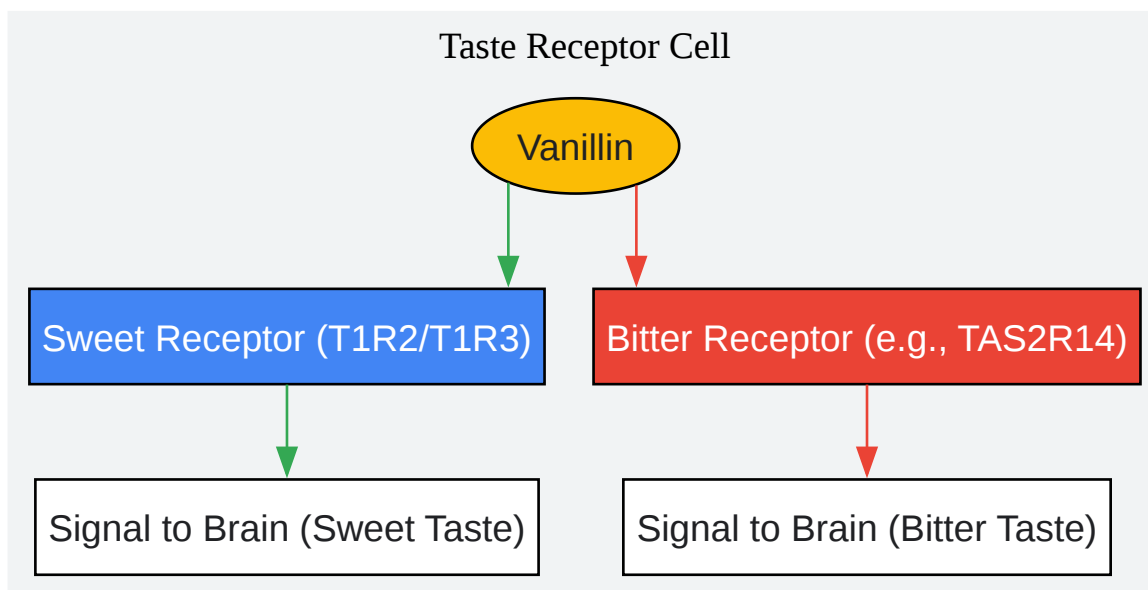 Taste Receptor Cell
Vanillin
Sweet Receptor (T1R2/T1R3)
Bitter Receptor (e.g., TAS2R14)
Signal to Brain (Sweet Taste)
Signal to Brain (Bitter Taste)